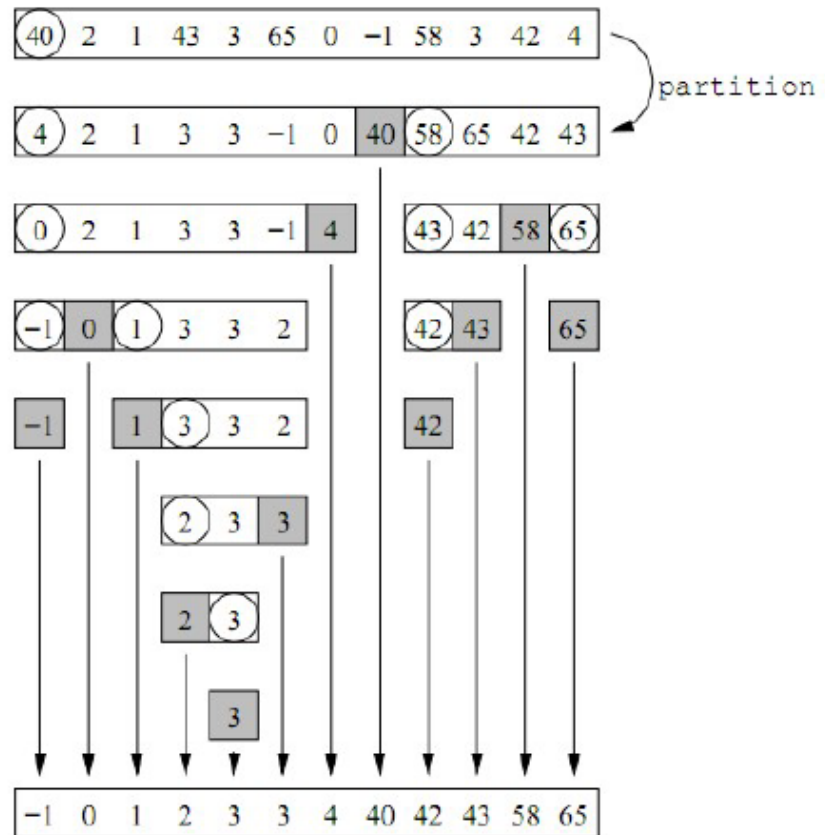 40 2 1 43 3 65 0 −1 58 3 42 4
partition
4 2 1 3 3 −1 0 40 58 65 42 43
0 2 1 3 3 −1 4 43 42 58 65
−1 0 1 3 3 2 42 43 65
−1 1 3 3 2 42
2 3 3
2 3
3
−1 0 1 2 3 3 4 40 42 43 58 65